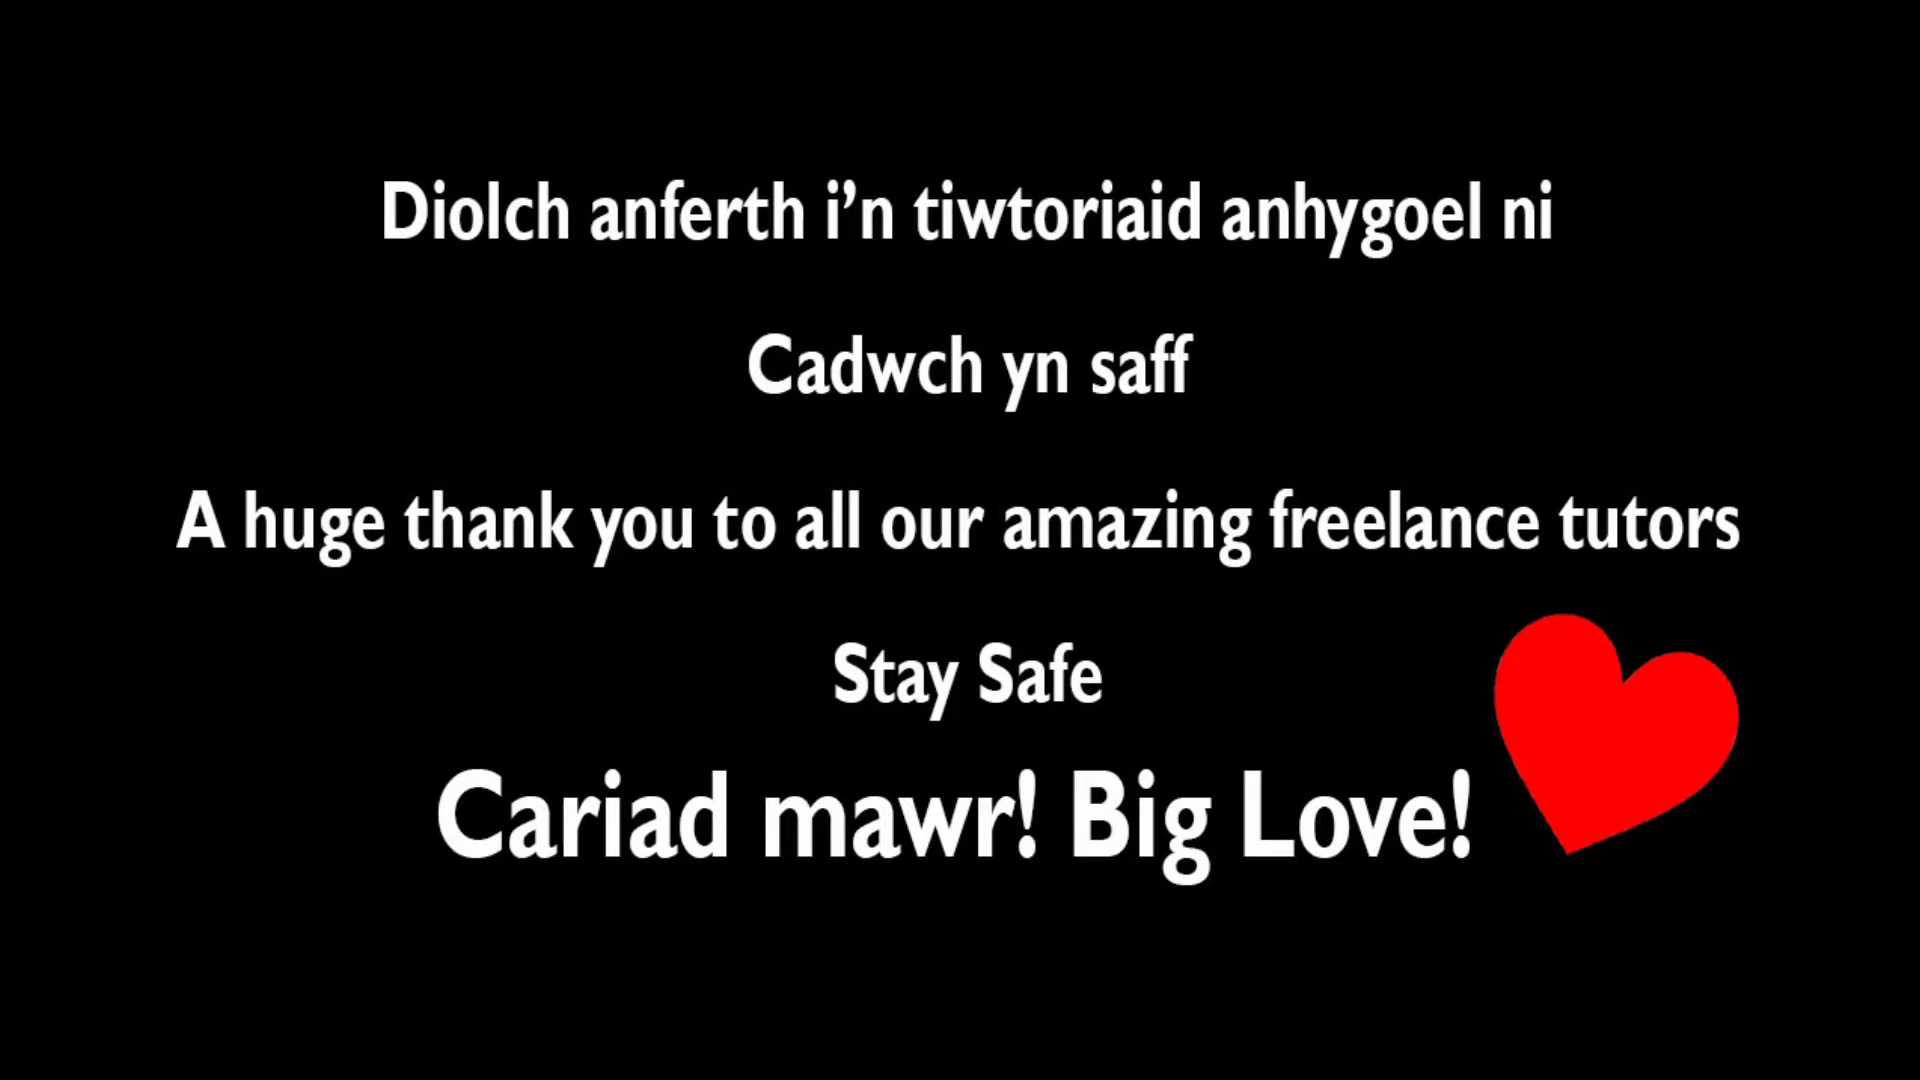 Diolch anferth i’n tiwtoriaid anhygoel ni
Cadwch yn saff
A huge thank you to all our amazing freelance tutors
Stay Safe
Cariad mawr! Big Love!